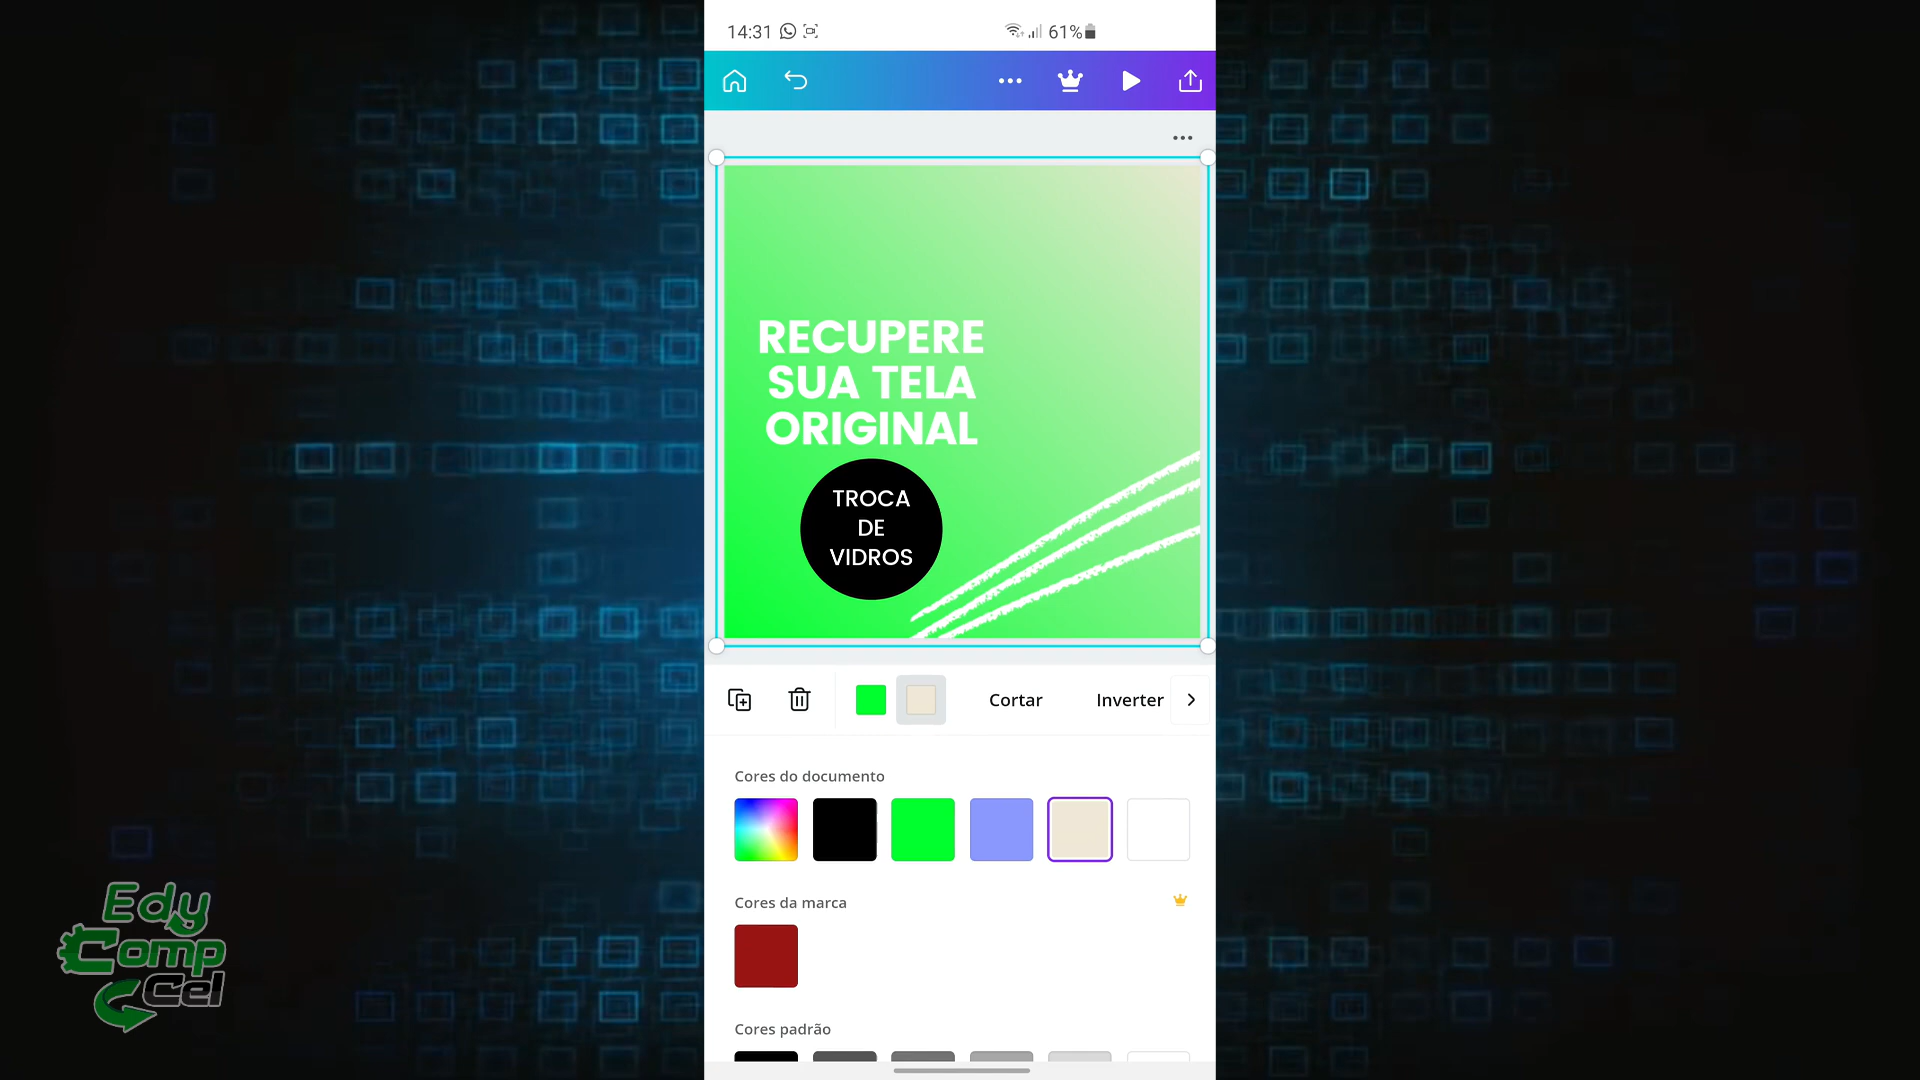 14:31
61%
RECUPERE
SUA TELA
ORIGINAL
TROCA
DE
VIDROS
Cortar
Inverter
Cores do documento
Cores da marca
Cores padrão
Edy
Comp
Cel